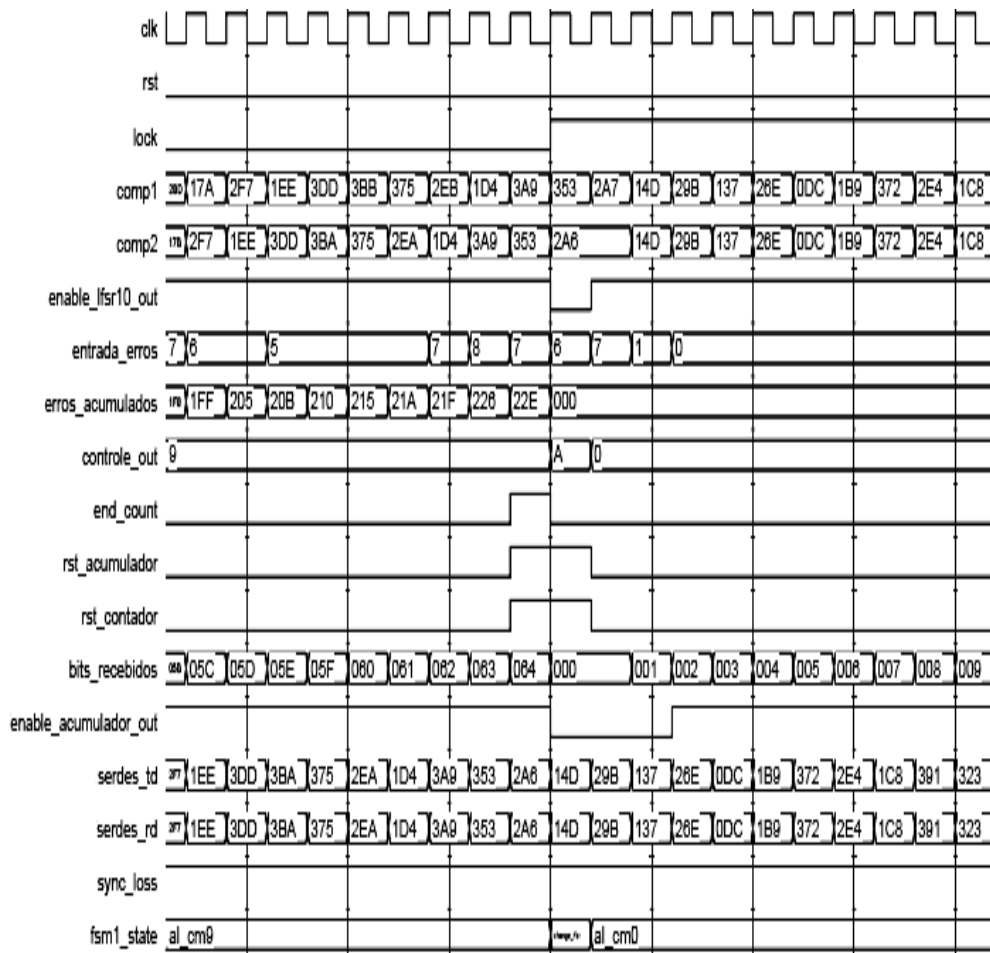 clk
rst
lock
comp1 17A 2F7 1EE 3DD 3BB 375 2EB 1D4 3A9 353 2A7 14D 29B 137 26E 0DC 1B9 372 2E4 1C8
comp2 2F7 1EE 3DD 3BA 375 2EA 1D4 3A9 353 2A6 14D 29B 137 26E 0DC 1B9 372 2E4 1C8
enable_lfsr10_out
entrada_erros 7 6 5 7 8 7 6 7 1 0
erros_acumulados 1FF 205 20B 210 215 21A 21F 226 22E 000
controle_out 9 A 0
end_count
rst_acumulador
rst_contador
bits_recebidos 05C 05D 05E 05F 060 061 062 063 064 000 001 002 003 004 005 006 007 008 009
enable_acumulador_out
serdes_td 2F7 1EE 3DD 3BA 375 2EA 1D4 3A9 353 2A6 14D 29B 137 26E 0DC 1B9 372 2E4 1C8 391 323
serdes_rd 2F7 1EE 3DD 3BA 375 2EA 1D4 3A9 353 2A6 14D 29B 137 26E 0DC 1B9 372 2E4 1C8 391 323
sync_loss
fsm1_state al_cm9 al_cm0